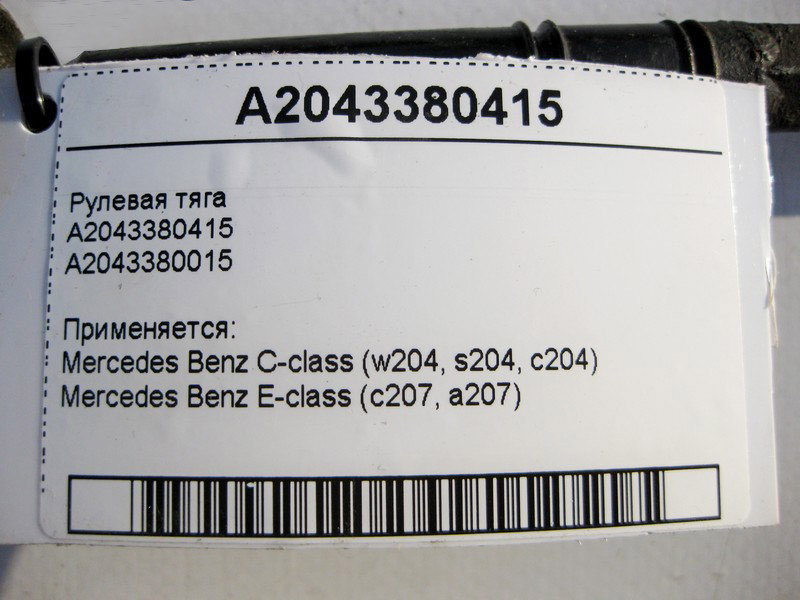 A2043380415
Рулевая тяга
A2043380415
A2043380015
Применяется:
Mercedes Benz C-class (w204, s204, c204)
Mercedes Benz E-class (c207, a207)